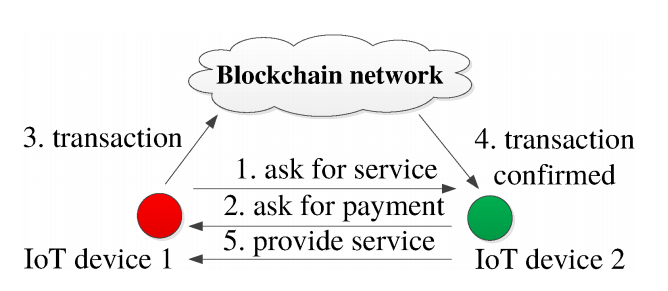 Blockchain network
3. transaction
4. transaction
confirmed
1. ask for service
2. ask for payment
5. provide service
IoT device 1
IoT device 2